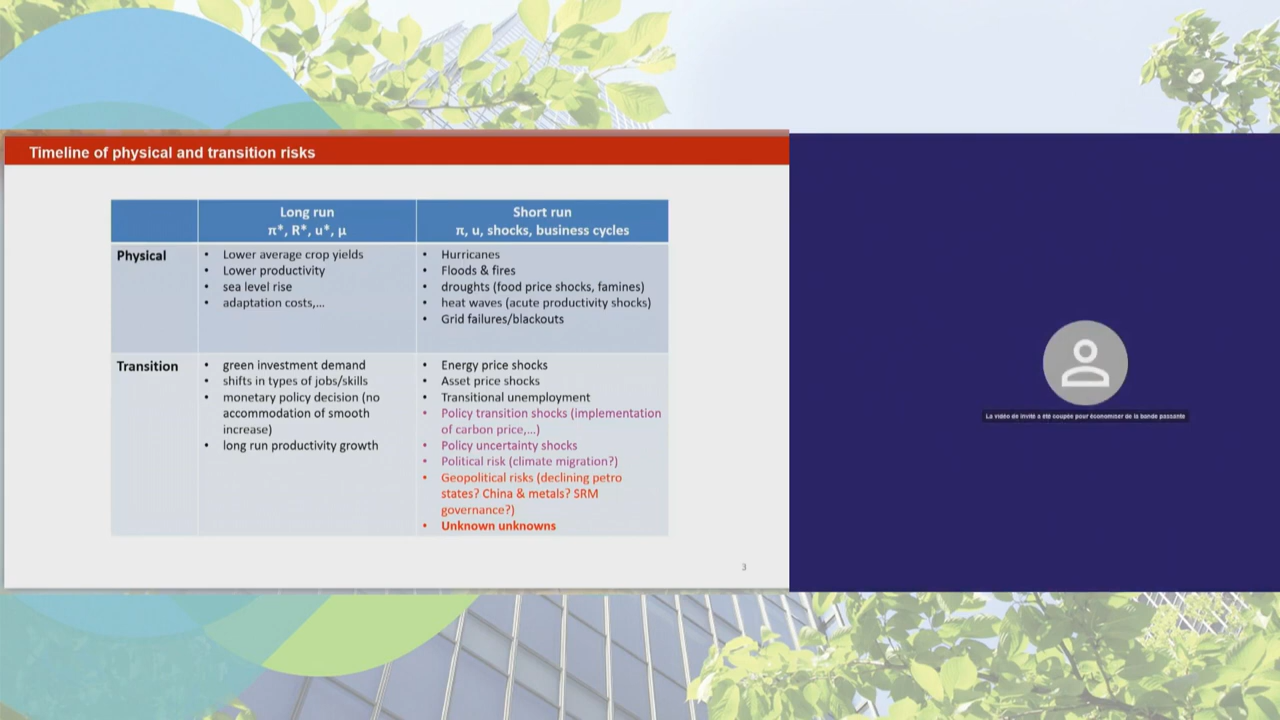 Timeline of physical and transition risks
Long run
π*, R*, u*, μ
Short run
π, u, shocks, business cycles
Physical
• Lower average crop yields
• Lower productivity
• sea level rise
• adaptation costs,...
• Hurricanes
• Floods & fires
• droughts (food price shocks, famines)
• heat waves (acute productivity shocks)
• Grid failures/blackouts
Transition
• green investment demand
• shifts in types of jobs/skills
• monetary policy decision (no
accommodation of smooth
increase)
• long run productivity growth
• Energy price shocks
• Asset price shocks
• Transitional unemployment
• Policy transition shocks (implementation
of carbon price,...)
• Policy uncertainty shocks
• Political risk (climate migration?)
• Geopolitical risks (declining petro
states? China & metals? SRM
governance?)
• Unknown unknowns
3
La vidéo de Invité a été coupée pour économiser de la bande passante